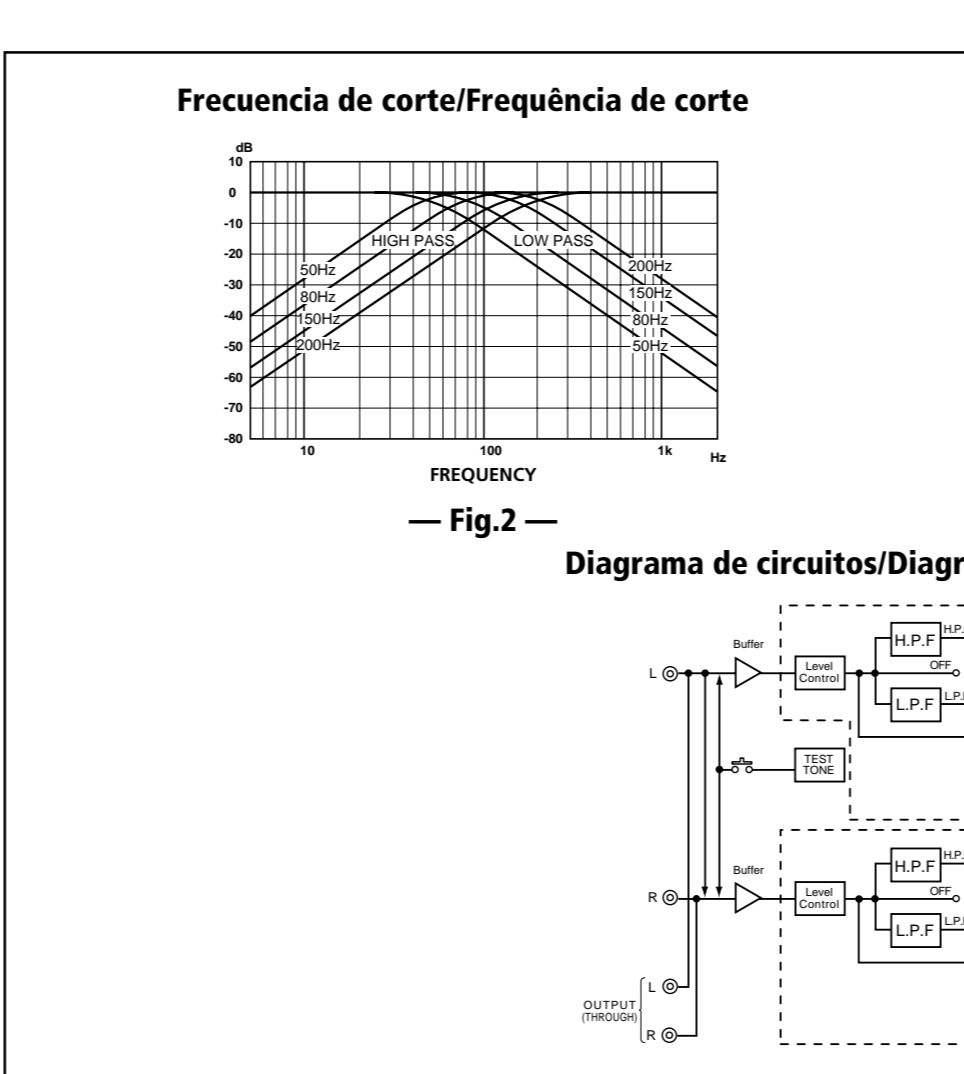 Frecuencia de corte/Frequência de corte
dB
10
0
-10
-20
-30
-40
-50
-60
-70
-80
HIGH PASS
LOW PASS
50Hz
80Hz
150Hz
200Hz
200Hz
150Hz
80Hz
50Hz
10
100
1k
Hz
FREQUENCY
— Fig.2 —
Diagrama de circuitos/Diagr
L
Buffer
Level
Control
H.P.F
H.P.
OFF
L.P.F
L.P.
TEST
TONE
R
Buffer
Level
Control
H.P.F
H.P.
OFF
L.P.F
L.P.
OUTPUT
(THROUGH)
L
R